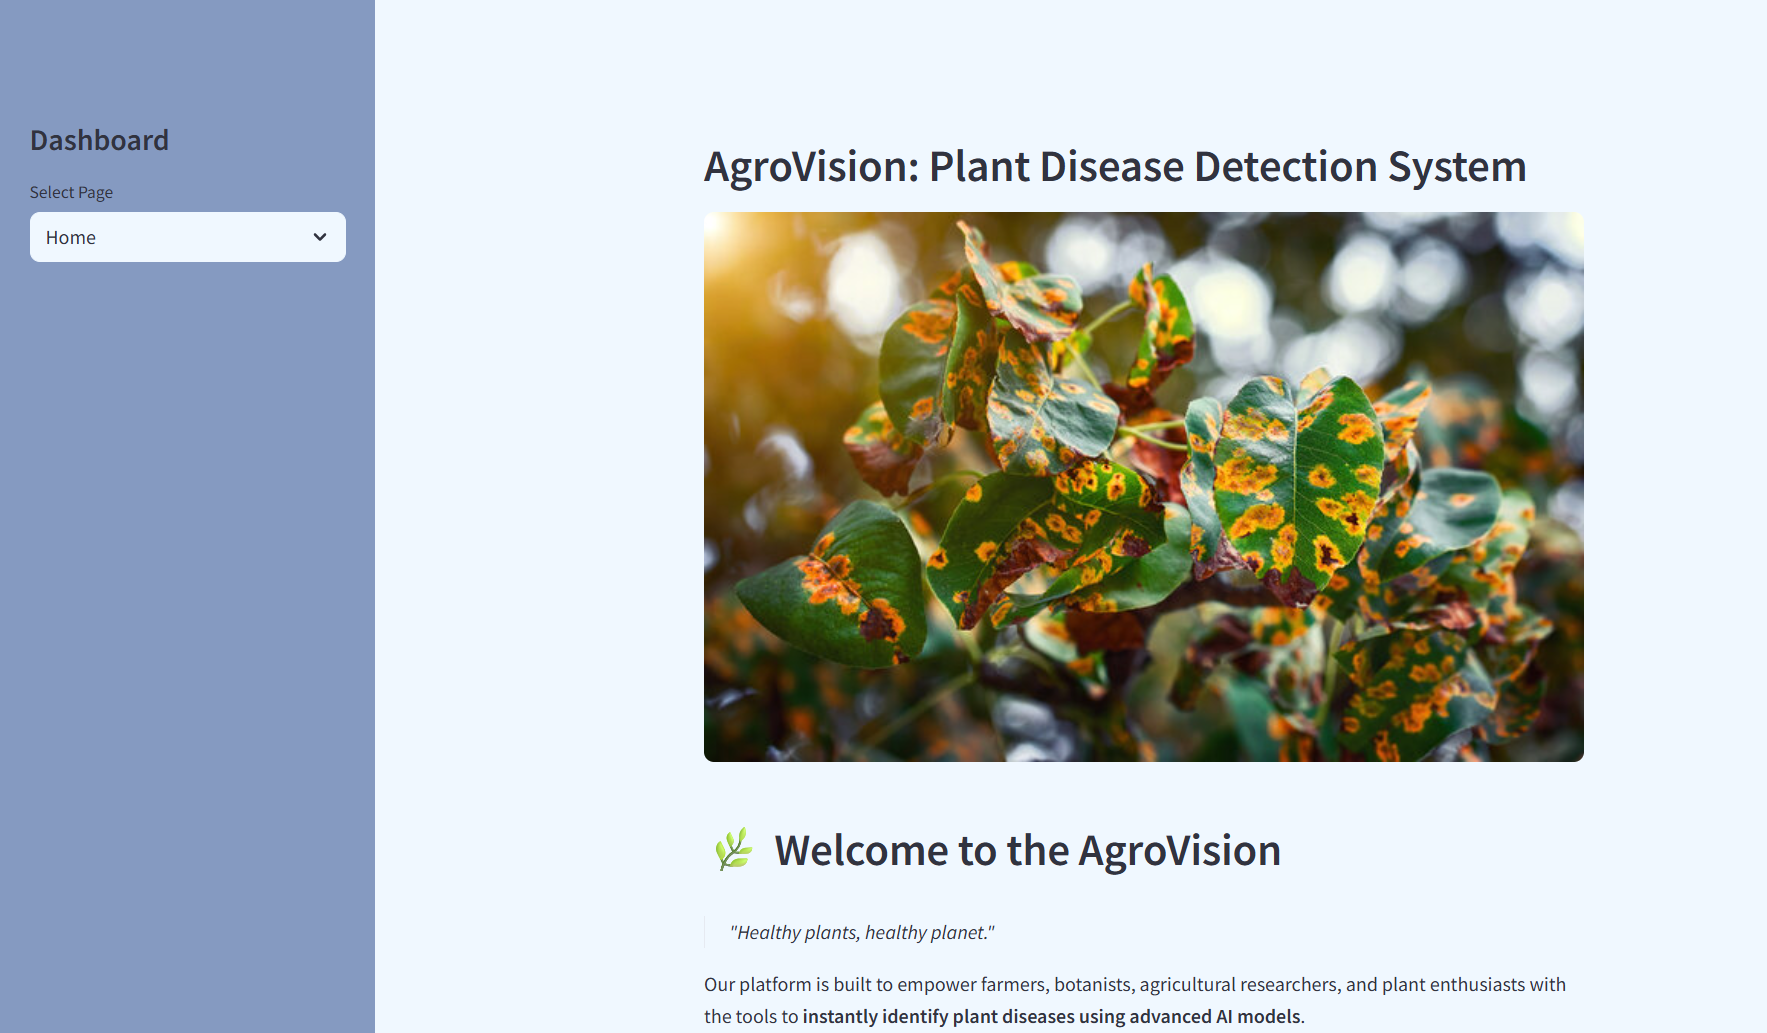 Dashboard
Select Page
Home
AgroVision: Plant Disease Detection System
🌿 Welcome to the AgroVision
"Healthy plants, healthy planet."
Our platform is built to empower farmers, botanists, agricultural researchers, and plant enthusiasts with
the tools to instantly identify plant diseases using advanced AI models.